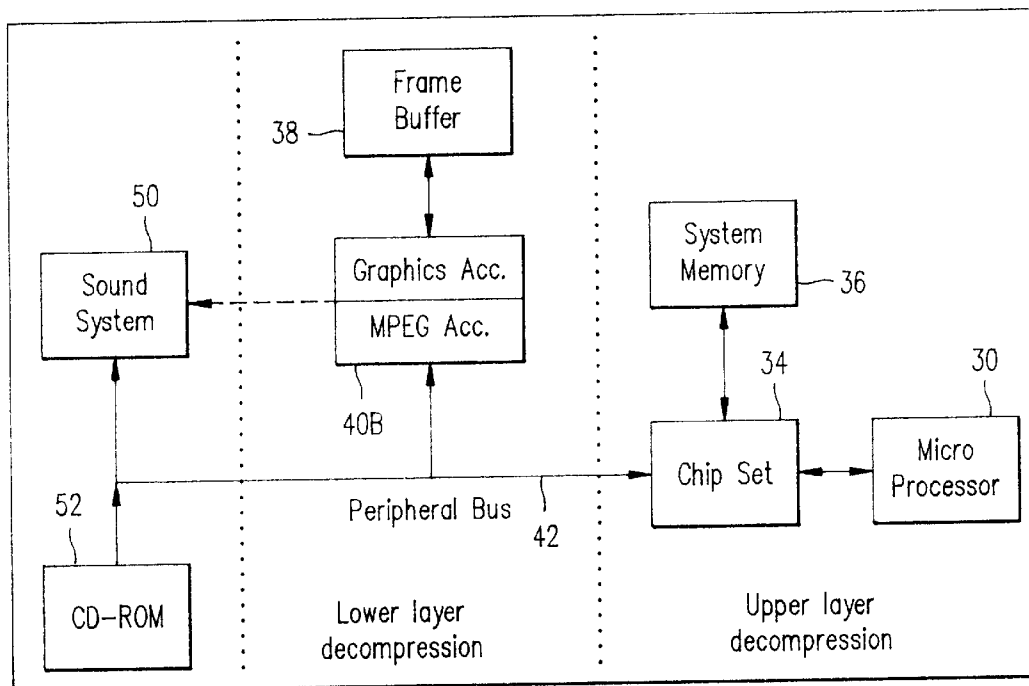 Frame
Buffer
38
50
Sound
System
Graphics Acc.
MPEG Acc.
40B
System
Memory
36
34
30
Chip Set
Micro
Processor
Peripheral Bus
42
52
CD-ROM
Lower layer
decompression
Upper layer
decompression